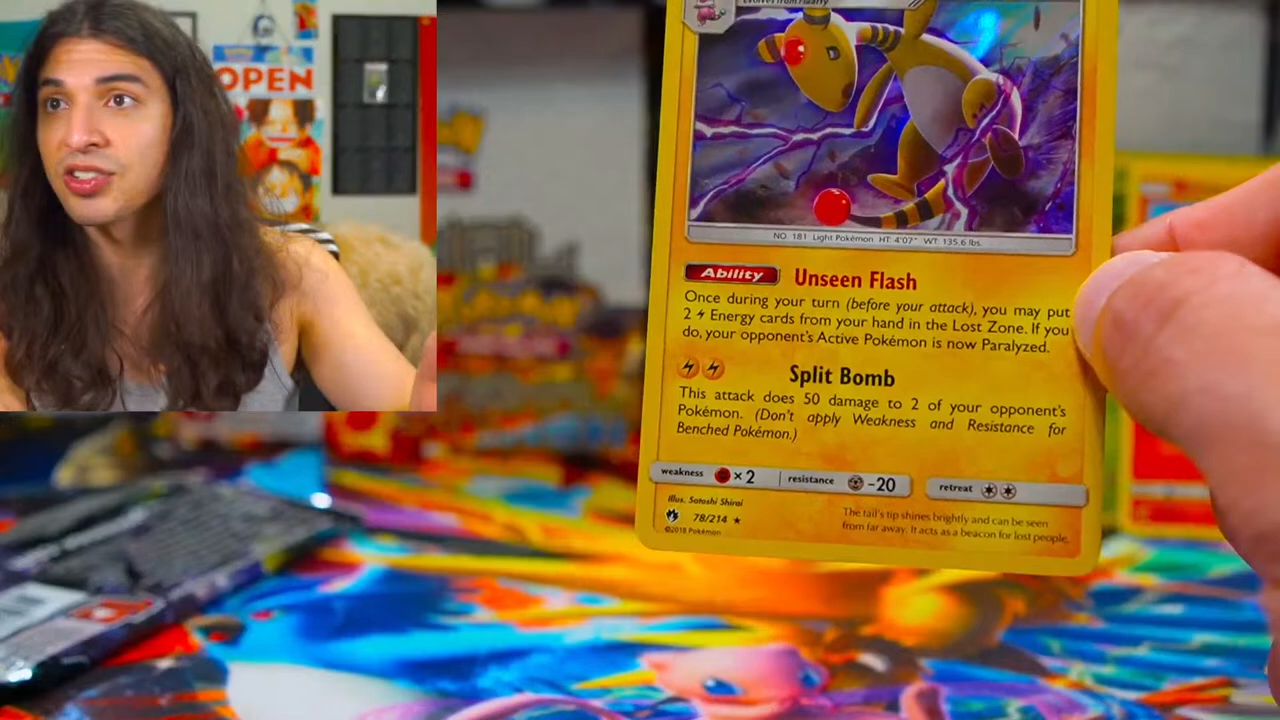 OPEN
Evolves from Flaaffy
NO. 181 Light Pokémon HT: 4'07" WT: 135.6 lbs.
Ability Unseen Flash
Once during your turn (before your attack), you may put
2 Energy cards from your hand in the Lost Zone. If you
do, your opponent's Active Pokémon is now Paralyzed.
Split Bomb
This attack does 50 damage to 2 of your opponent's
Pokémon. (Don't apply Weakness and Resistance for
Benched Pokémon.)
weakness ×2 resistance -20 retreat
Illus. Satoshi Shirai
78/214
©2018 Pokémon
The tail's tip shines brightly and can be seen
from far away. It acts as a beacon for lost people.